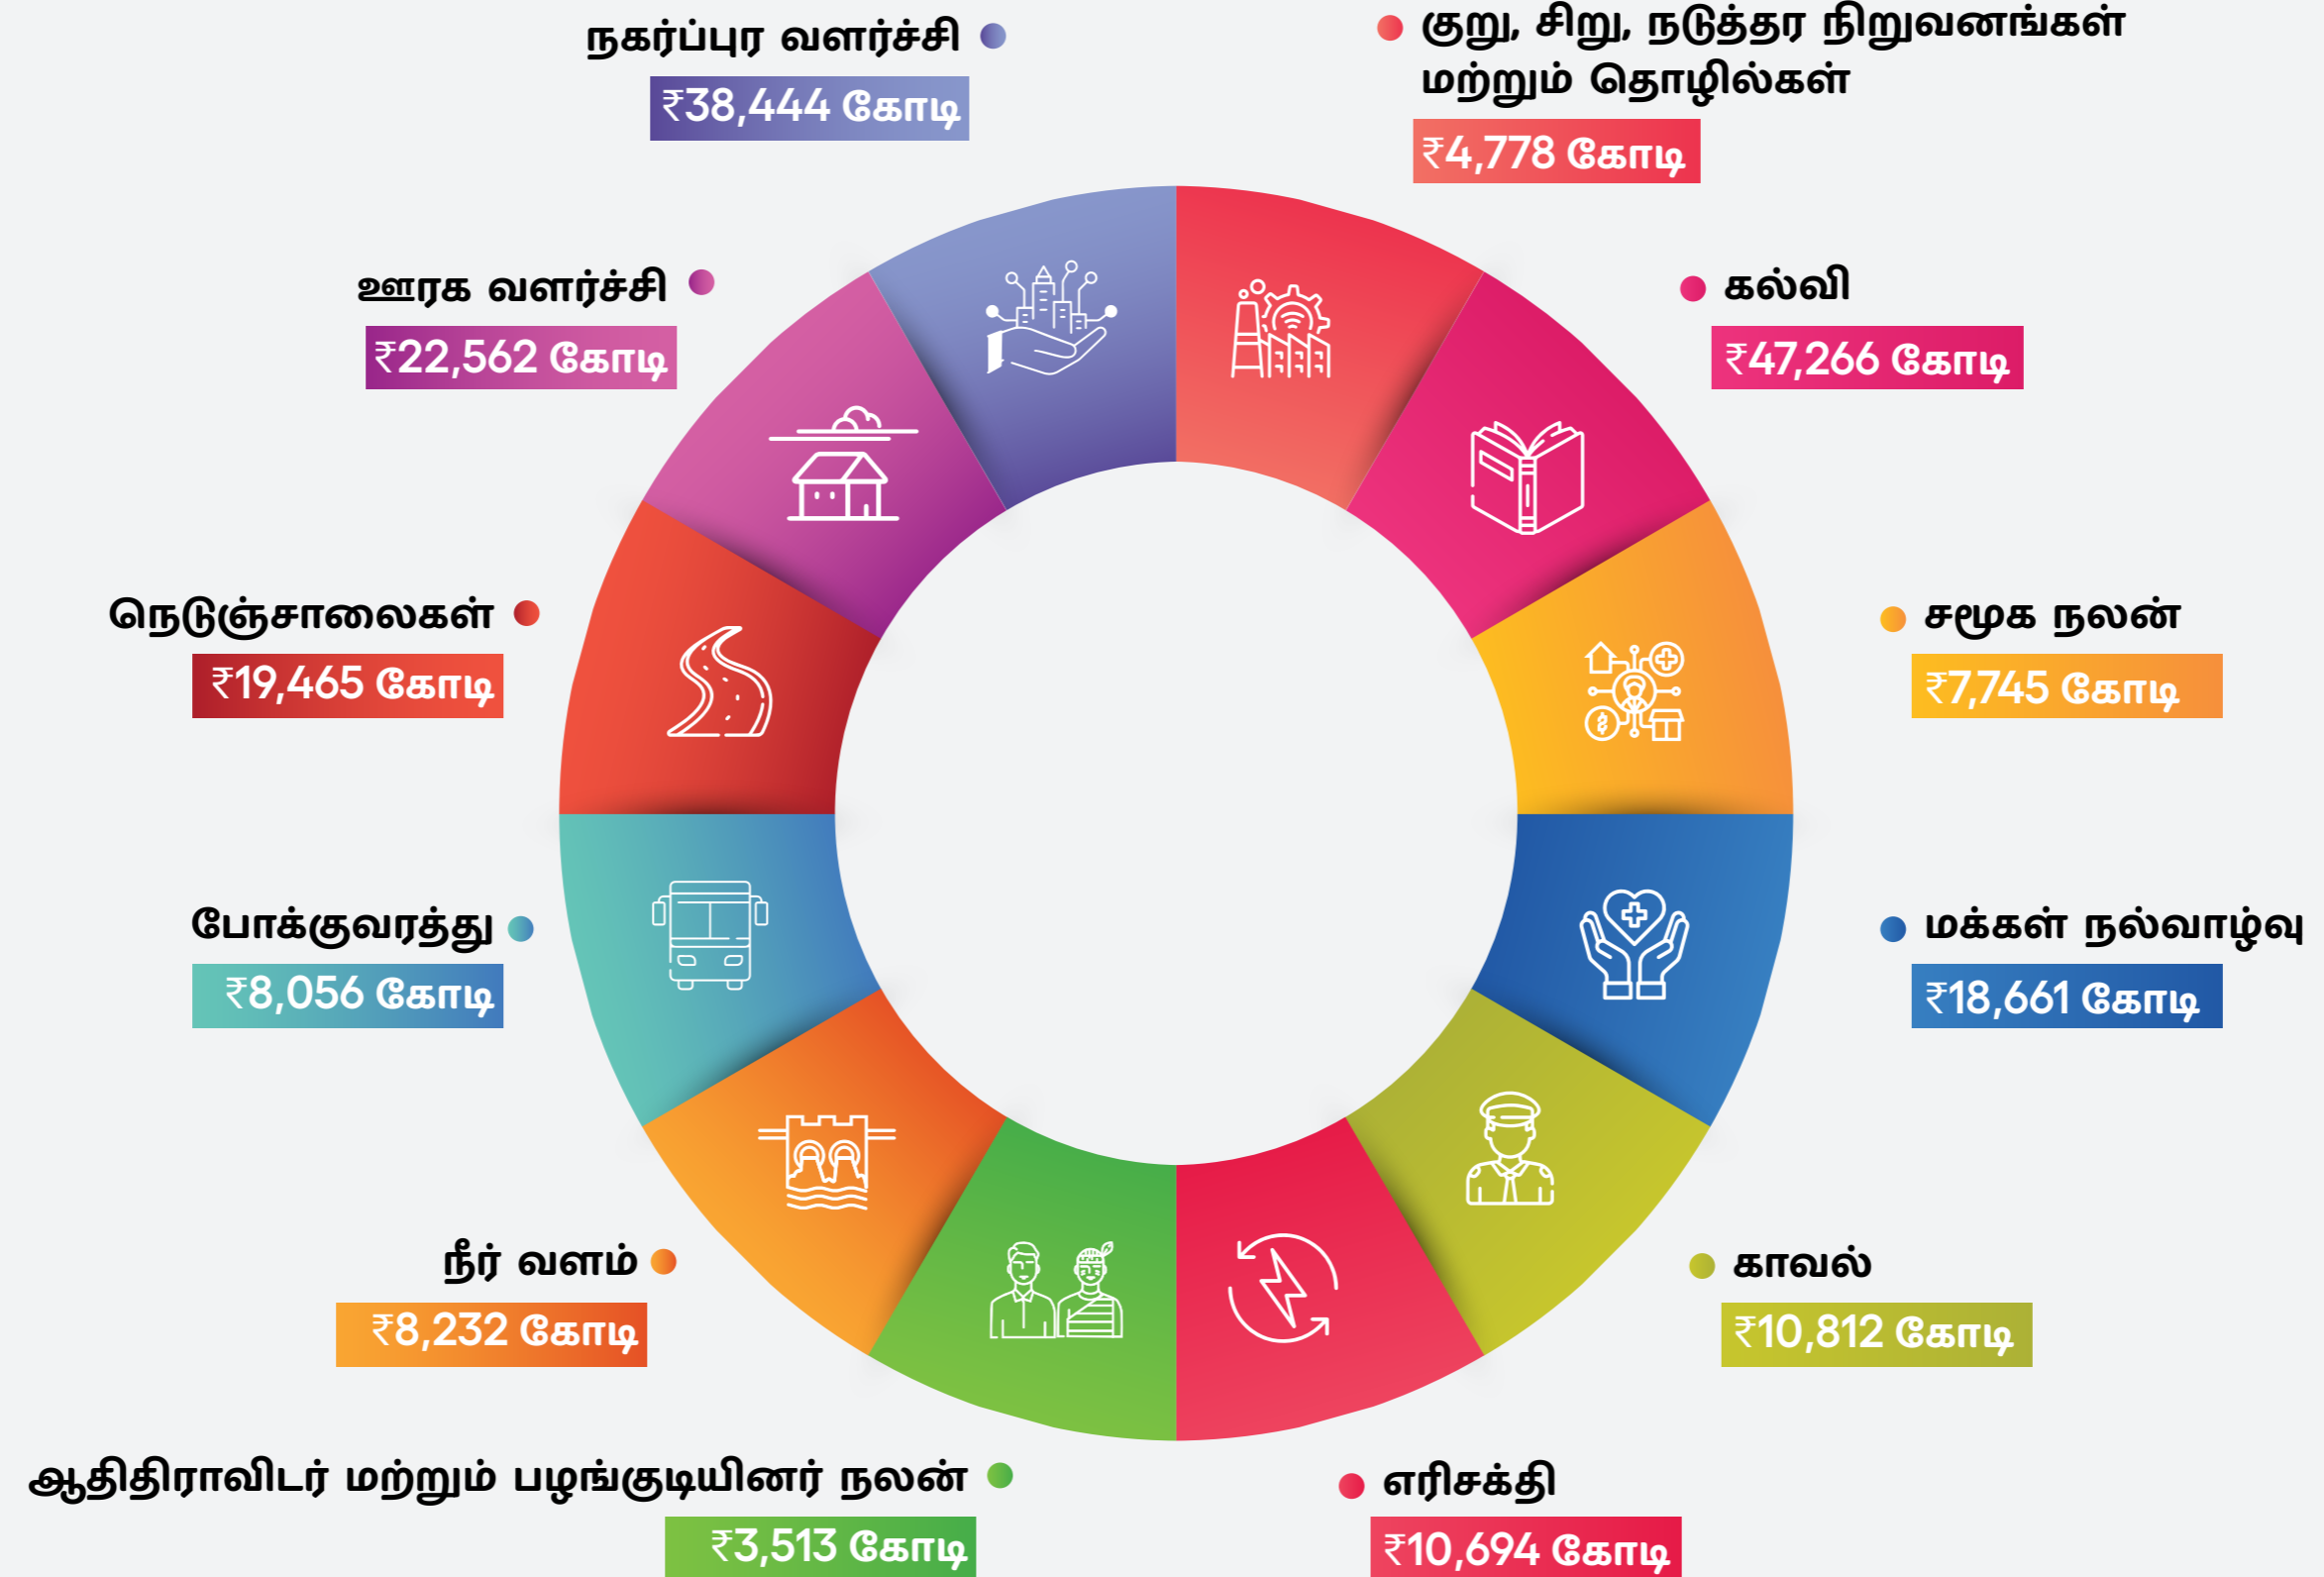 நகர்ப்புர வளர்ச்சி
₹38,444 கோடி
குறு, சிறு, நடுத்தர நிறுவனங்கள்
மற்றும் தொழில்கள்
₹4,778 கோடி
ஊரக வளர்ச்சி
₹22,562 கோடி
கல்வி
₹47,266 கோடி
நெடுஞ்சாலைகள்
₹19,465 கோடி
சமூக நலன்
₹7,745 கோடி
போக்குவரத்து
₹8,056 கோடி
மக்கள் நல்வாழ்வு
₹18,661 கோடி
நீர் வளம்
₹8,232 கோடி
காவல்
₹10,812 கோடி
ஆதிதிராவிடர் மற்றும் பழங்குடியினர் நலன்
₹3,513 கோடி
எரிசக்தி
₹10,694 கோடி